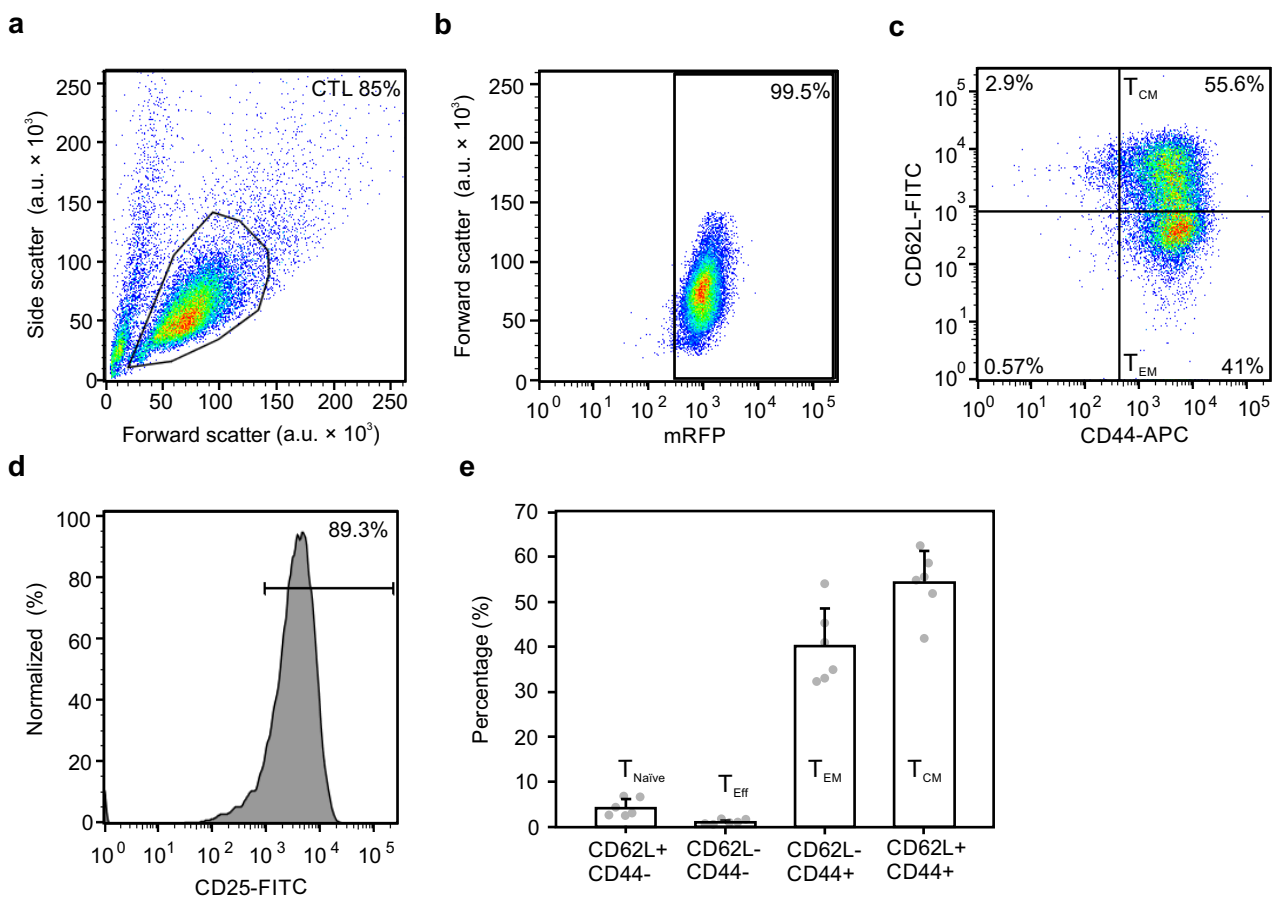 a
CTL 85%
250
200
150
100
50
0
Side scatter (a.u. × 10³)
0 50 100 150 200 250
Forward scatter (a.u. × 10³)
b
99.5%
250
200
150
100
50
0
Forward scatter (a.u. × 10³)
10⁰ 10¹ 10² 10³ 10⁴ 10⁵
mRFP
c
2.9% T_CM 55.6%
0.57% T_EM 41%
10⁵
10⁴
10³
10²
10¹
10⁰
CD62L-FITC
10⁰ 10¹ 10² 10³ 10⁴ 10⁵
CD44-APC
d
89.3%
100
80
60
40
20
0
Normalized (%)
10⁰ 10¹ 10² 10³ 10⁴ 10⁵
CD25-FITC
e
70
60
50
40
30
20
10
0
Percentage (%)
T_Naïve T_Eff T_EM T_CM
CD62L+ CD62L- CD62L- CD62L+
CD44- CD44- CD44+ CD44+